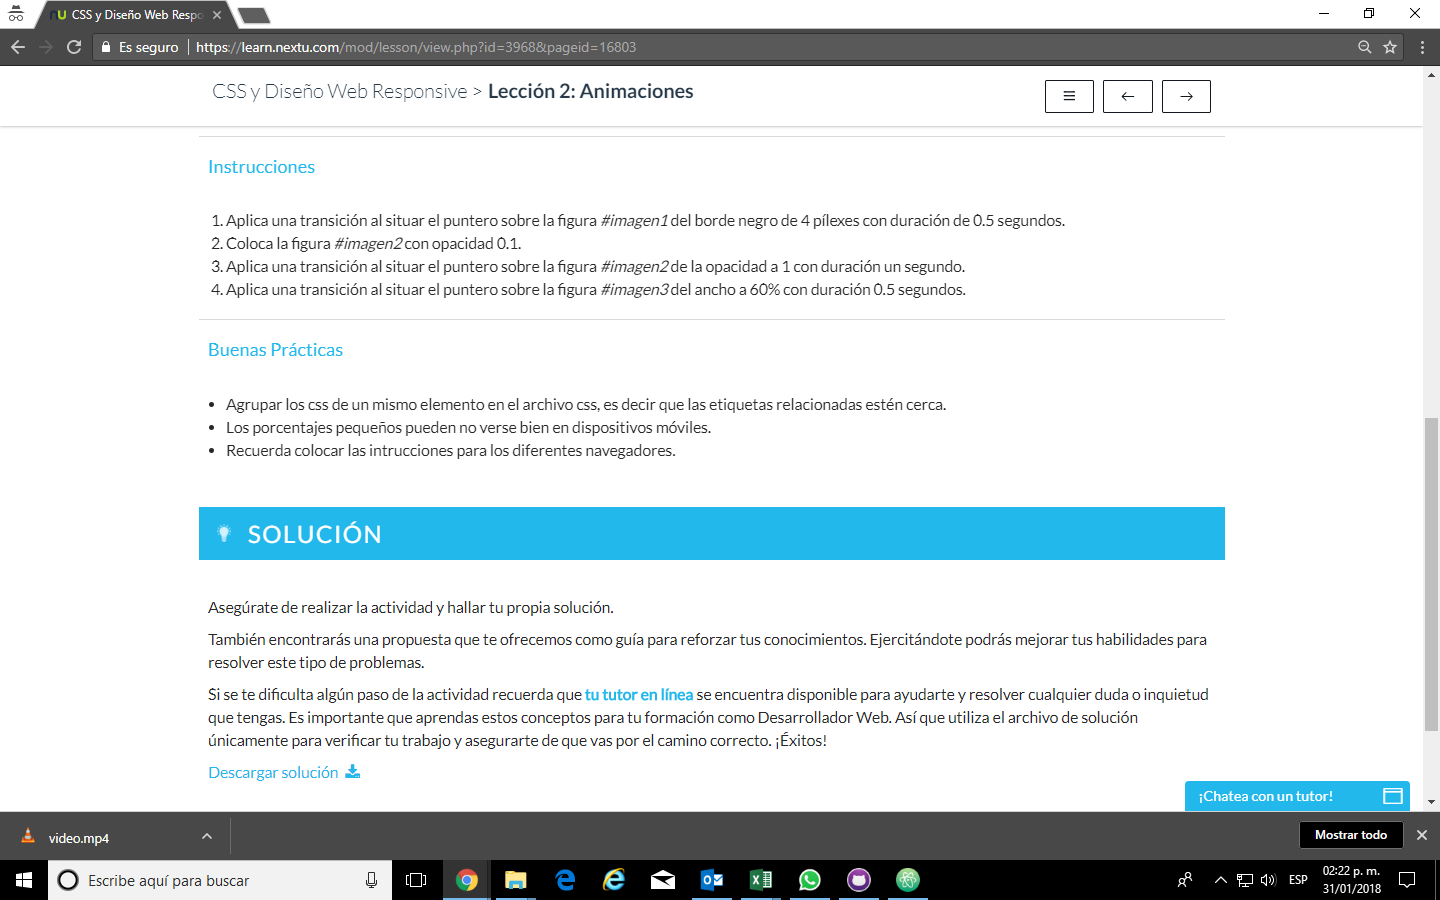 CSS y Diseño Web Respo
Es seguro
https://learn.nextu.com/mod/lesson/view.php?id=3968&pageid=16803
CSS y Diseño Web Responsive > Lección 2: Animaciones
Instrucciones
1. Aplica una transición al situar el puntero sobre la figura #imagen1 del borde negro de 4 pílexes con duración de 0.5 segundos.
2. Coloca la figura #imagen2 con opacidad 0.1.
3. Aplica una transición al situar el puntero sobre la figura #imagen2 de la opacidad a 1 con duración un segundo.
4. Aplica una transición al situar el puntero sobre la figura #imagen3 del ancho a 60% con duración 0.5 segundos.
Buenas Prácticas
• Agrupar los css de un mismo elemento en el archivo css, es decir que las etiquetas relacionadas estén cerca.
• Los porcentajes pequeños pueden no verse bien en dispositivos móviles.
• Recuerda colocar las intrucciones para los diferentes navegadores.
SOLUCIÓN
Asegúrate de realizar la actividad y hallar tu propia solución.
También encontrarás una propuesta que te ofrecemos como guía para reforzar tus conocimientos. Ejercitándote podrás mejorar tus habilidades para
resolver este tipo de problemas.
Si se te dificulta algún paso de la actividad recuerda que tu tutor en línea se encuentra disponible para ayudarte y resolver cualquier duda o inquietud
que tengas. Es importante que aprendas estos conceptos para tu formación como Desarrollador Web. Así que utiliza el archivo de solución
únicamente para verificar tu trabajo y asegurarte de que vas por el camino correcto. ¡Éxitos!
Descargar solución
¡Chatea con un tutor!
video.mp4
Mostrar todo
Escribe aquí para buscar
ESP
02:22 p. m.
31/01/2018